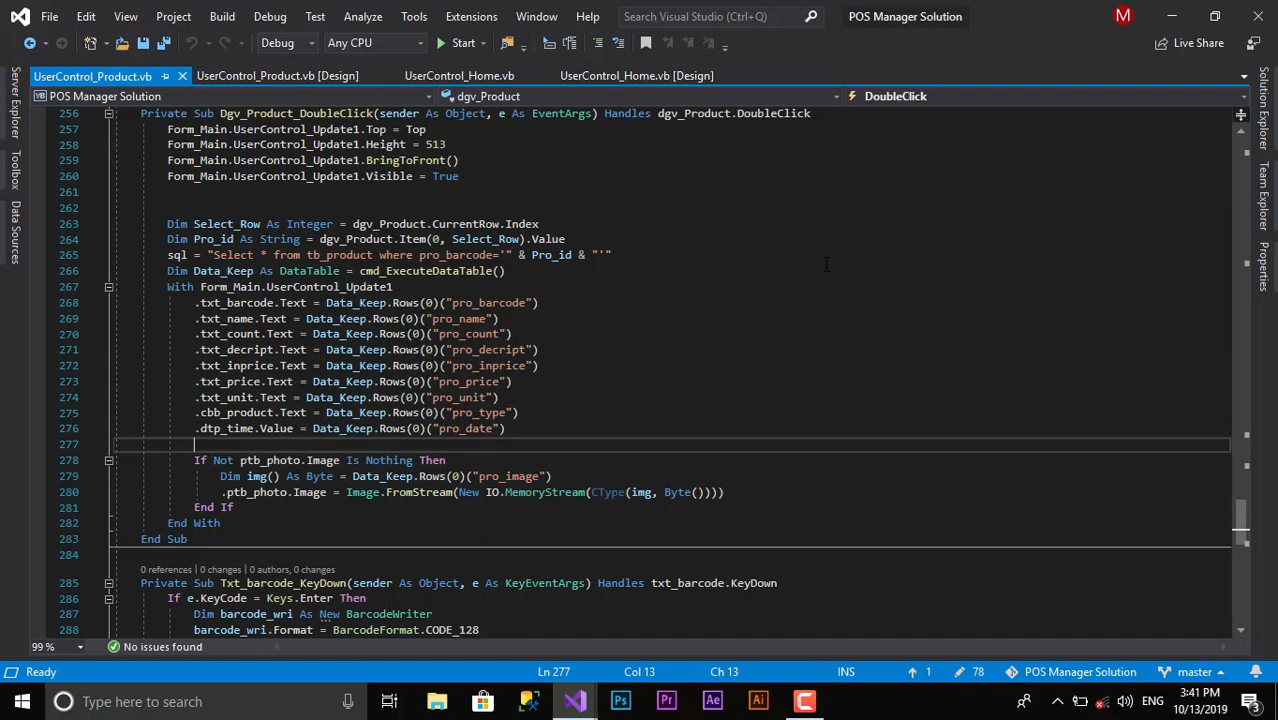 File Edit View Project Build Debug Test Analyze Tools Extensions Window Help Search Visual Studio (Ctrl+Q) POS Manager Solution M
Debug Any CPU Start Live Share
UserControl_Product.vb UserControl_Product.vb [Design] UserControl_Home.vb UserControl_Home.vb [Design]
POS Manager Solution dgv_Product DoubleClick
Server Explorer
Toolbox
Data Sources
Solution Explorer
Team Explorer
Properties
256 Private Sub Dgv_Product_DoubleClick(sender As Object, e As EventArgs) Handles dgv_Product.DoubleClick
257 Form_Main.UserControl_Update1.Top = Top
258 Form_Main.UserControl_Update1.Height = 513
259 Form_Main.UserControl_Update1.BringToFront()
260 Form_Main.UserControl_Update1.Visible = True
261
262
263 Dim Select_Row As Integer = dgv_Product.CurrentRow.Index
264 Dim Pro_id As String = dgv_Product.Item(0, Select_Row).Value
265 sql = "Select * from tb_product where pro_barcode='" & Pro_id & "'"
266 Dim Data_Keep As DataTable = cmd_ExecuteDataTable()
267 With Form_Main.UserControl_Update1
268 .txt_barcode.Text = Data_Keep.Rows(0)("pro_barcode")
269 .txt_name.Text = Data_Keep.Rows(0)("pro_name")
270 .txt_count.Text = Data_Keep.Rows(0)("pro_count")
271 .txt_decript.Text = Data_Keep.Rows(0)("pro_decript")
272 .txt_inprice.Text = Data_Keep.Rows(0)("pro_inprice")
273 .txt_price.Text = Data_Keep.Rows(0)("pro_price")
274 .txt_unit.Text = Data_Keep.Rows(0)("pro_unit")
275 .cbb_product.Text = Data_Keep.Rows(0)("pro_type")
276 .dtp_time.Value = Data_Keep.Rows(0)("pro_date")
277
278 If Not ptb_photo.Image Is Nothing Then
279 Dim img() As Byte = Data_Keep.Rows(0)("pro_image")
280 .ptb_photo.Image = Image.FromStream(New IO.MemoryStream(CType(img, Byte())))
281 End If
282 End With
283 End Sub
284
0 references | 0 changes | 0 authors, 0 changes
285 Private Sub Txt_barcode_KeyDown(sender As Object, e As KeyEventArgs) Handles txt_barcode.KeyDown
286 If e.KeyCode = Keys.Enter Then
287 Dim barcode_wri As New BarcodeWriter
288 barcode_wri.Format = BarcodeFormat.CODE_128
99 % No issues found
Ready Ln 277 Col 13 Ch 13 INS 1 78 POS Manager Solution master
Type here to search Ps Pr Ae Ai ENG 3:41 PM
10/13/2019 3